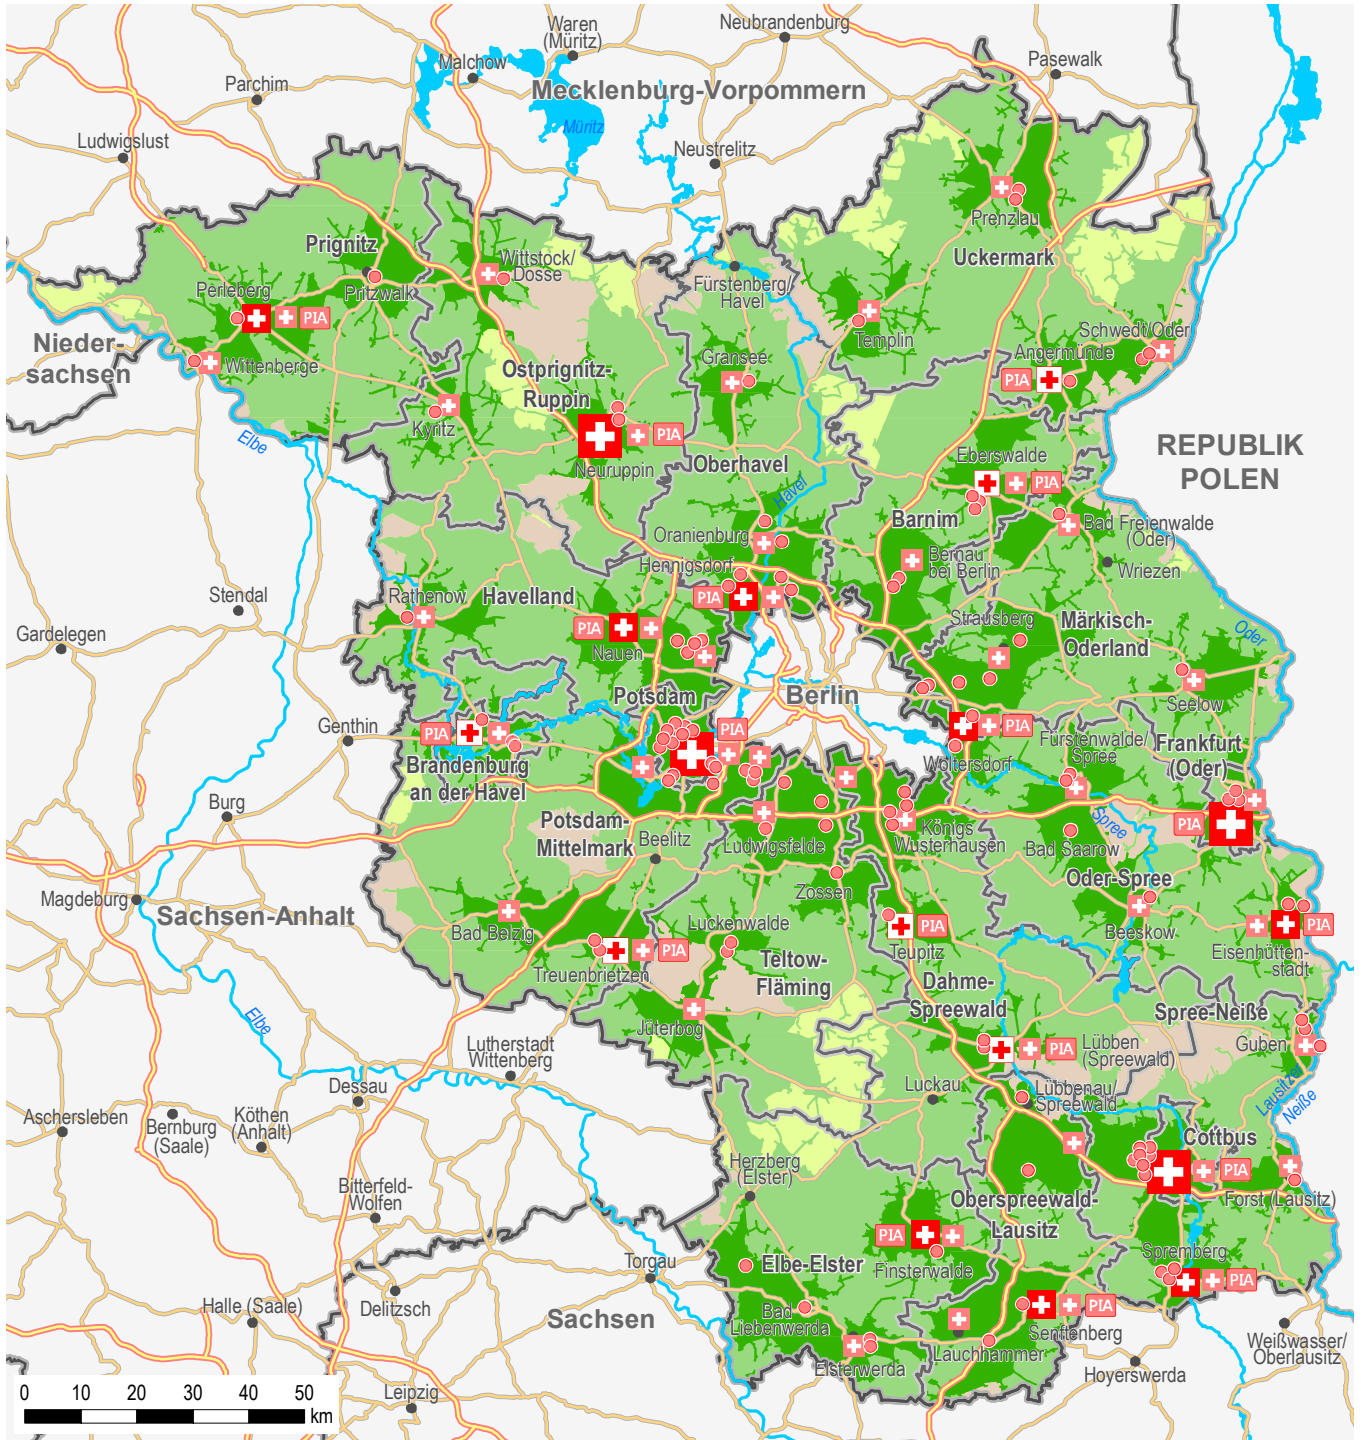 Neubrandenburg
Waren
(Müritz)
Malchow
Pasewalk
Parchim
Mecklenburg-Vorpommern
Müritz
Ludwigslust
Neustrelitz
Prenzlau
Uckermark
Prignitz
Wittstock/
Dosse
Fürstenberg/
Havel
Pritzwalk
Perleberg
PIA
Templin
Schwedt/Oder
Angermünde
PIA
Nieder-
sachsen
Wittenberge
Gransee
Ostprignitz-
Ruppin
Kyritz
PIA
Neuruppin
Elbe
REPUBLIK
POLEN
Oberhavel
Eberswalde
PIA
Havel
Barnim
Bad Freienwalde
(Oder)
Oranienburg
Hennigsdorf
PIA
Bernau
bei Berlin
Wriezen
Rathenow
Havelland
Stendal
Strausberg
Märkisch-
Oderland
Oder
Gardelegen
PIA
Nauen
Berlin
Potsdam
Seelow
Genthin
PIA
PIA
PIA
Woltersdorf
Fürstenwalde/
Spree
Frankfurt
(Oder)
Brandenburg
an der Havel
Burg
Spree
PIA
Potsdam-
Mittelmark
Beelitz
Ludwigsfelde
Königs
Wusterhausen
Bad Saarow
Oder-Spree
Zossen
Magdeburg
Sachsen-Anhalt
Bad Belzig
Luckenwalde
Beeskow
PIA
Teupitz
PIA
Eisenhütten-
stadt
PIA
Treuenbrietzen
Teltow-
Fläming
Dahme-
Spreewald
Spree-Neiße
Elbe
Jüterbog
Guben
Lutherstadt
Wittenberg
PIA
Lübben
(Spreewald)
Lausitzer
Neiße
Dessau
Luckau
Lübbenau/
Spreewald
Aschersleben
Bernburg
(Saale)
Köthen
(Anhalt)
Cottbus
Herzberg
(Elster)
PIA
Forst (Lausitz)
Bitterfeld-
Wolfen
Oberspreewald-
Lausitz
PIA
Finsterwalde
Elbe-Elster
Spremberg
PIA
Torgau
Halle (Saale)
Delitzsch
Sachsen
Bad
Liebenwerda
PIA
Senftenberg
Lauchhammer
Elsterwerda
Hoyerswerda
Weißwasser/
Oberlausitz
Leipzig
0 10 20 30 40 50
km